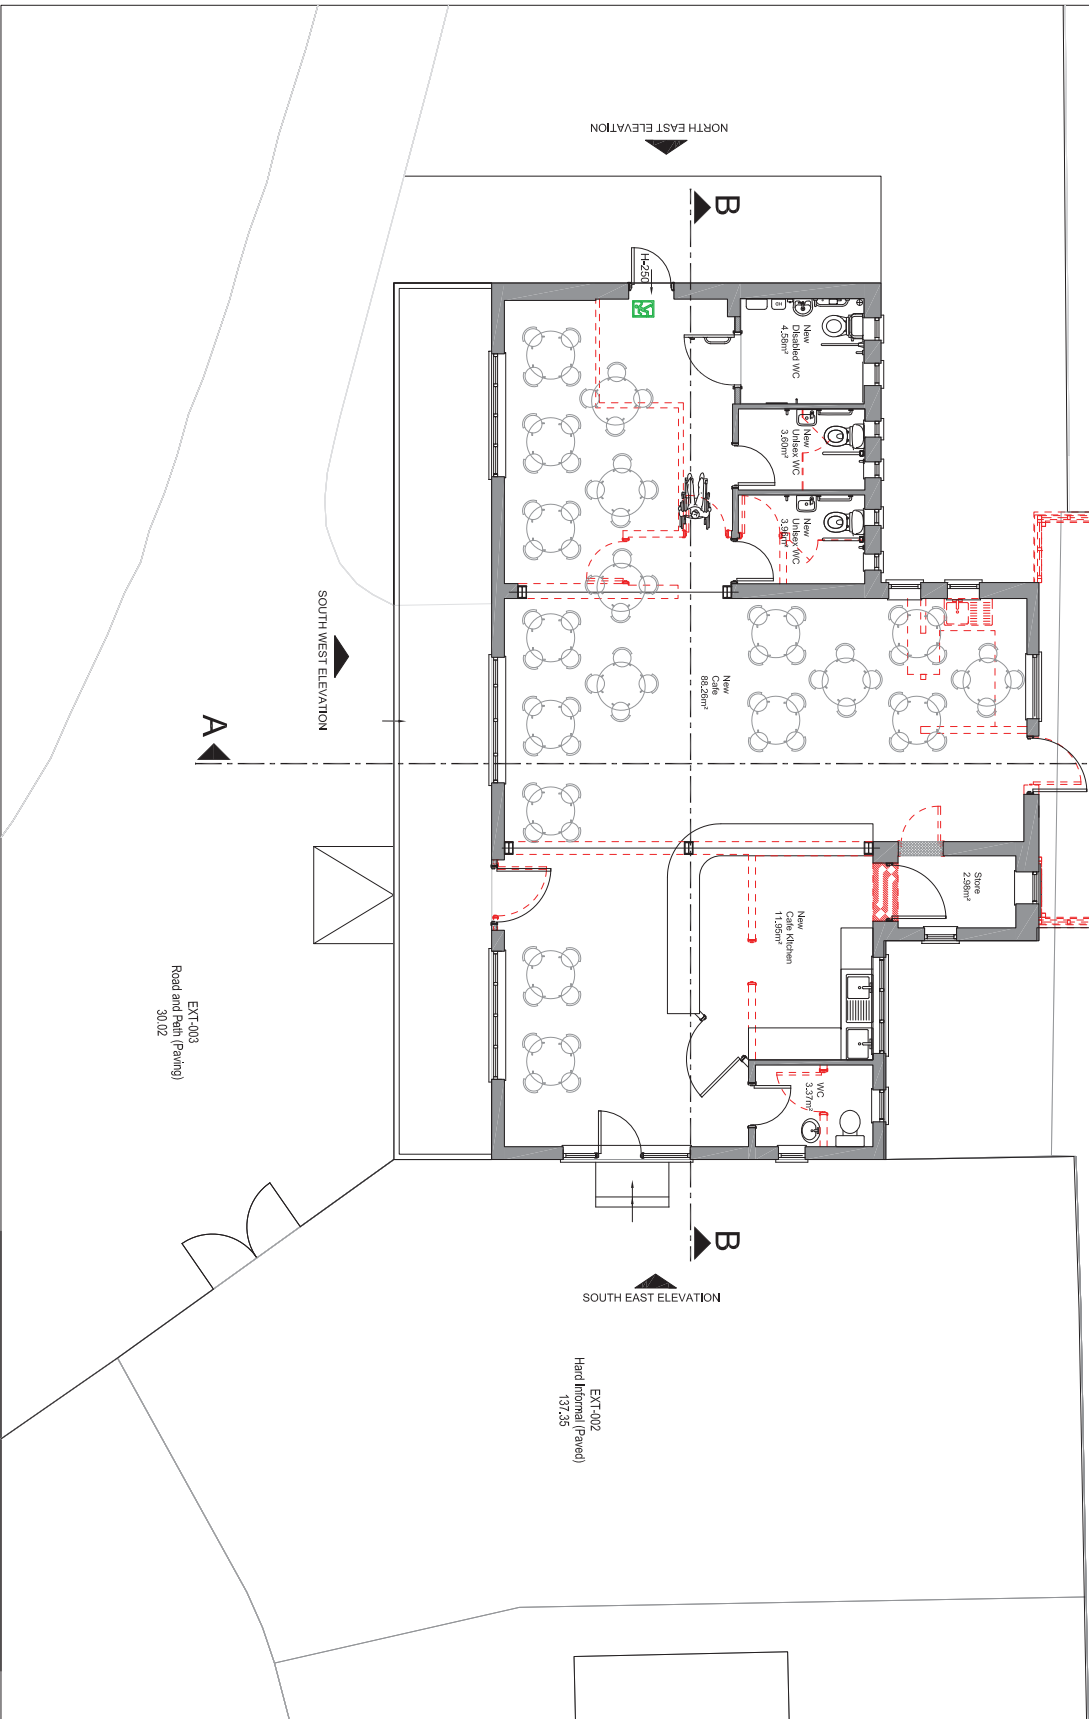 NORTH EAST ELEVATION
B
H-250
New
Disabled WC
4.58m²
HD
New
Unisex WC
3.60m²
New
Unisex WC
SOUTH WEST ELEVATION
New
Cafe
88.26m²
A
Store
2.98m²
New
Cafe Kitchen
11.95m²
WC
3.37m²
EXT-003
Road and Path (Paving)
30.02
B
SOUTH EAST ELEVATION
EXT-002
Hard Informal (Paved)
137.35